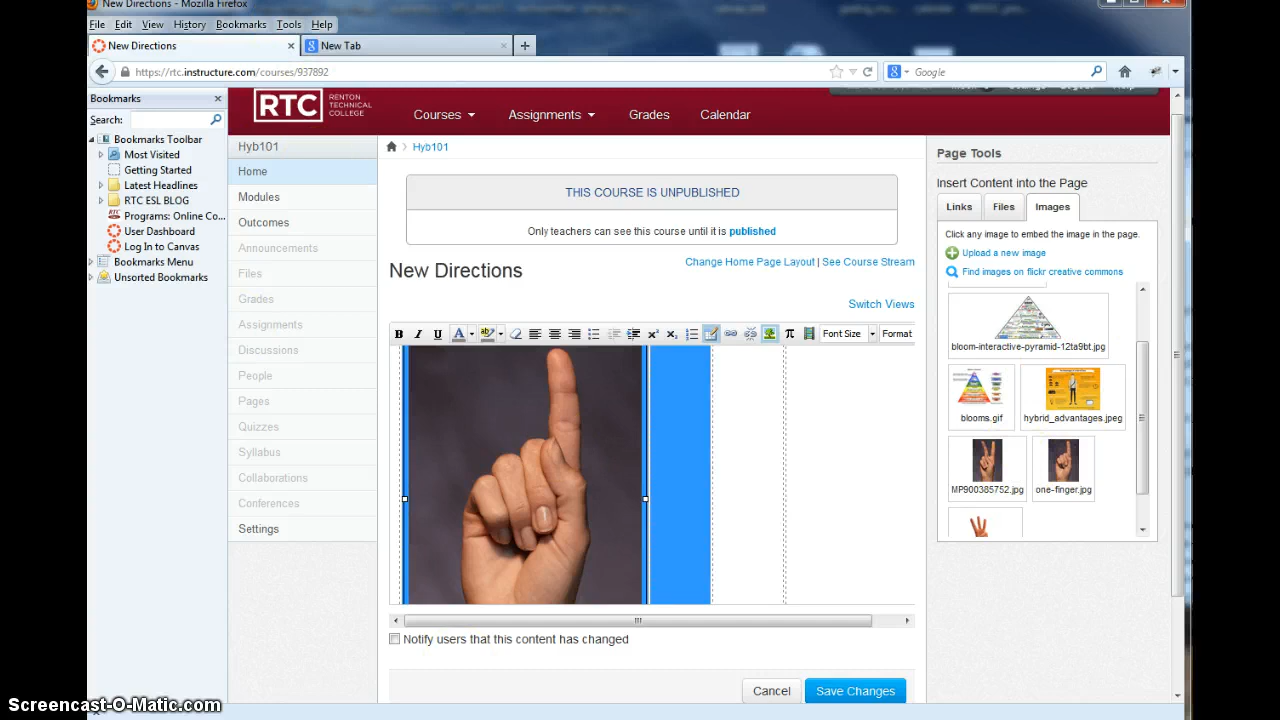 New Directions - Mozilla Firefox
File Edit View History Bookmarks Tools Help
New Directions × New Tab ×
https://rtc.instructure.com/courses/937892
Google
Bookmarks
Search:
Bookmarks Toolbar
Most Visited
Getting Started
Latest Headlines
RTC ESL BLOG
Programs: Online Co...
User Dashboard
Log In to Canvas
Bookmarks Menu
Unsorted Bookmarks
RTC
RENTON
TECHNICAL
COLLEGE
Courses Assignments Grades Calendar
Hyb101
Home
Modules
Outcomes
Announcements
Files
Grades
Assignments
Discussions
People
Pages
Quizzes
Syllabus
Collaborations
Conferences
Settings
Hyb101
THIS COURSE IS UNPUBLISHED
Only teachers can see this course until it is published
Change Home Page Layout | See Course Stream
New Directions
Switch Views
B I U A Font Size Format
Notify users that this content has changed
Cancel Save Changes
Page Tools
Insert Content into the Page
Links Files Images
Click any image to embed the image in the page.
Upload a new image
Find images on flickr creative commons
bloom-interactive-pyramid-12ta9bt.jpg
blooms.gif hybrid_advantages.jpeg
MP900385752.jpg one-finger.jpg
Screencast-O-Matic.com